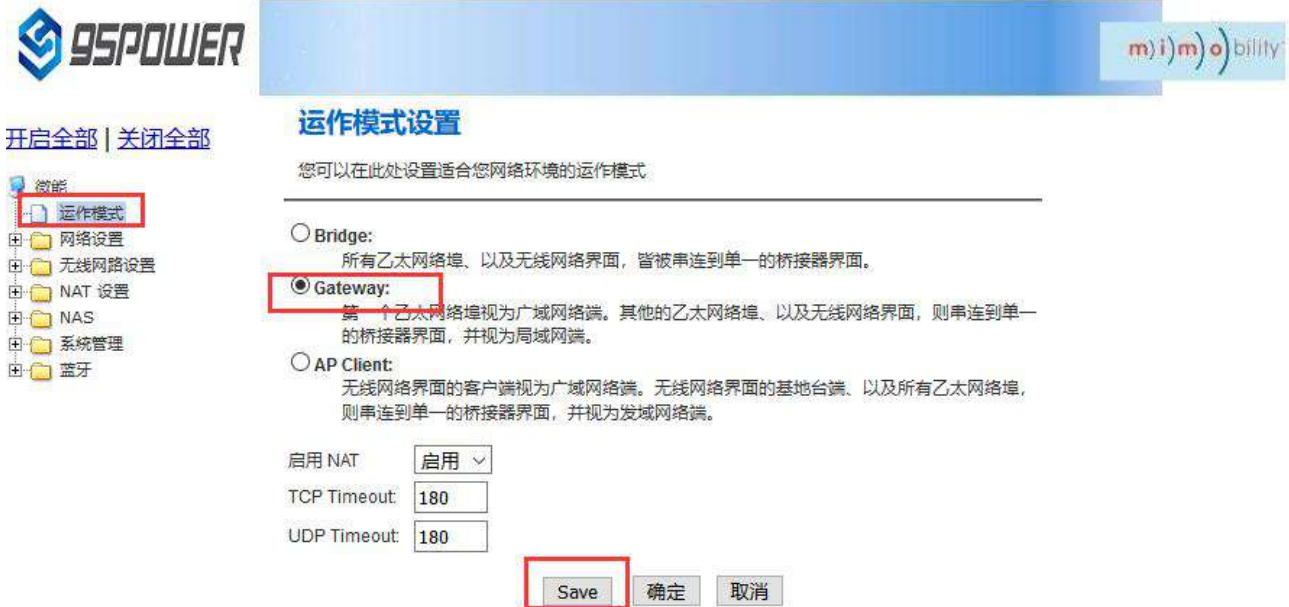 95POWER
m)i)m)o)bility
开启全部 | 关闭全部
微能
运作模式
网络设置
无线网路设置
NAT 设置
NAS
系统管理
蓝牙
运作模式设置
您可以在此处设置适合您网络环境的运作模式
Bridge:
所有乙太网络埠、以及无线网络界面，皆被串连到单一的桥接器界面。
Gateway:
第一个乙太网络埠视为广域网络端。其他的乙太网络埠、以及无线网络界面，则串连到单一
的桥接器界面，并视为局域网端。
AP Client:
无线网络界面的客户端视为广域网络端。无线网络界面的基地台端、以及所有乙太网络埠，
则串连到单一的桥接器界面，并视为发域网络端。
启用 NAT 启用
TCP Timeout: 180
UDP Timeout: 180
Save 确定 取消